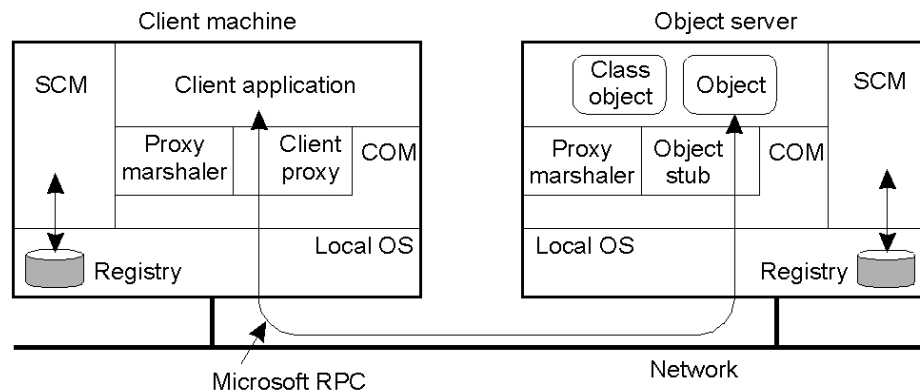 Client machine
Object server
SCM
Client application
Class
object
Object
SCM
Proxy
marshaler
Client
proxy
COM
Proxy
marshaler
Object
stub
COM
Local OS
Registry
Local OS
Registry
Microsoft RPC
Network